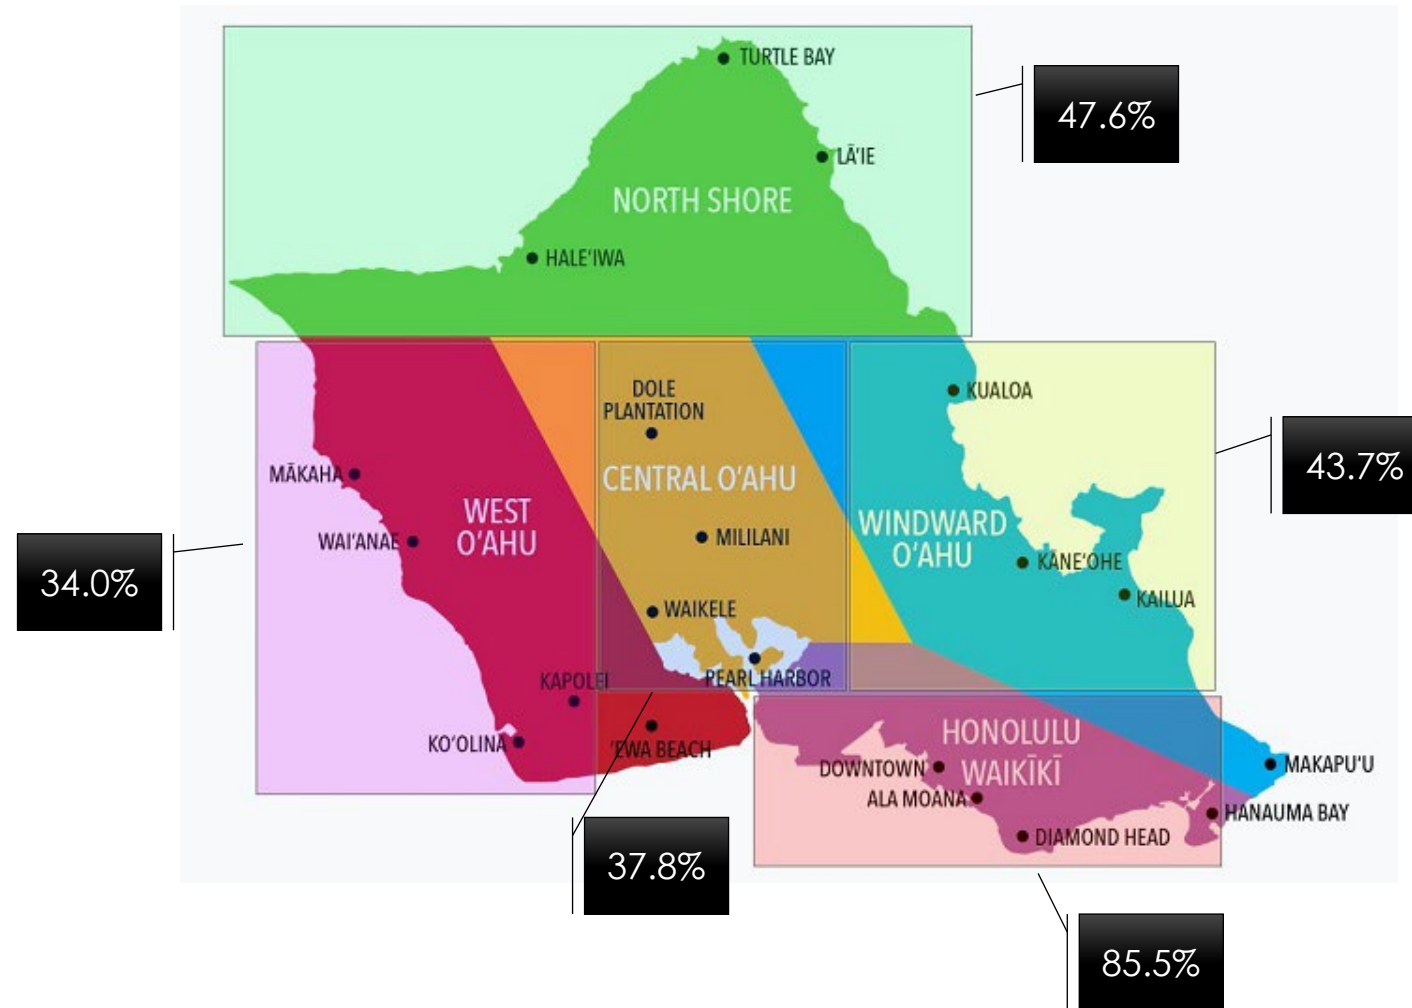 TURTLE BAY
47.6%
LĀ‘IE
NORTH SHORE
HALE‘IWA
DOLE
PLANTATION
KUALOA
43.7%
MĀKAHA
CENTRAL O‘AHU
WEST
O‘AHU
WINDWARD
O‘AHU
WAI‘ANAE
MILILANI
KĀNE‘OHE
34.0%
KAILUA
WAIKELE
KAPOLEI
PEARL HARBOR
KO‘OLINA
‘EWA BEACH
HONOLULU
WAIKĪKĪ
DOWNTOWN
ALA MOANA
MAKAPU‘U
HANAUMA BAY
DIAMOND HEAD
37.8%
85.5%